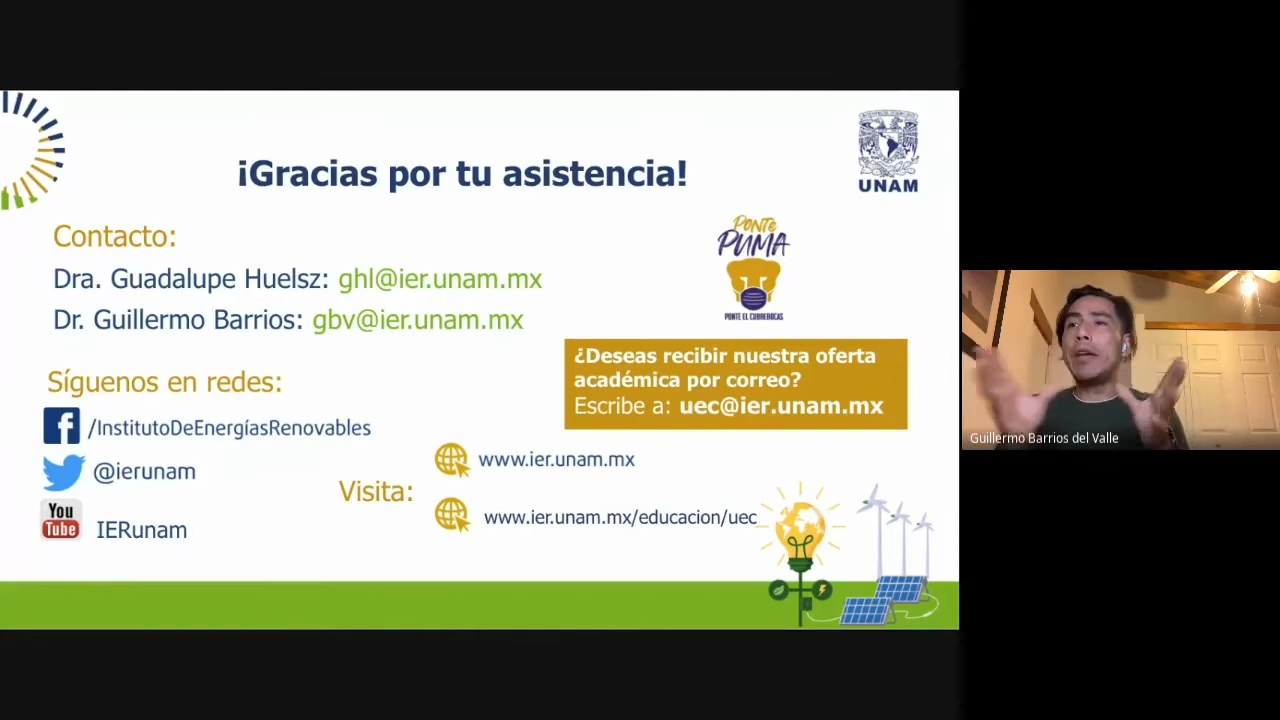 ¡Gracias por tu asistencia!
UNAM
Contacto:
Dra. Guadalupe Huelsz: ghl@ier.unam.mx
Dr. Guillermo Barrios: gbv@ier.unam.mx
PONTE
PUMA
PONTE EL CUBREBOCAS
¿Deseas recibir nuestra oferta
académica por correo?
Escribe a: uec@ier.unam.mx
Síguenos en redes:
/InstitutoDeEnergíasRenovables
@ierunam
You
Tube
IERunam
Visita:
www.ier.unam.mx
www.ier.unam.mx/educacion/uec
Guillermo Barrios del Valle